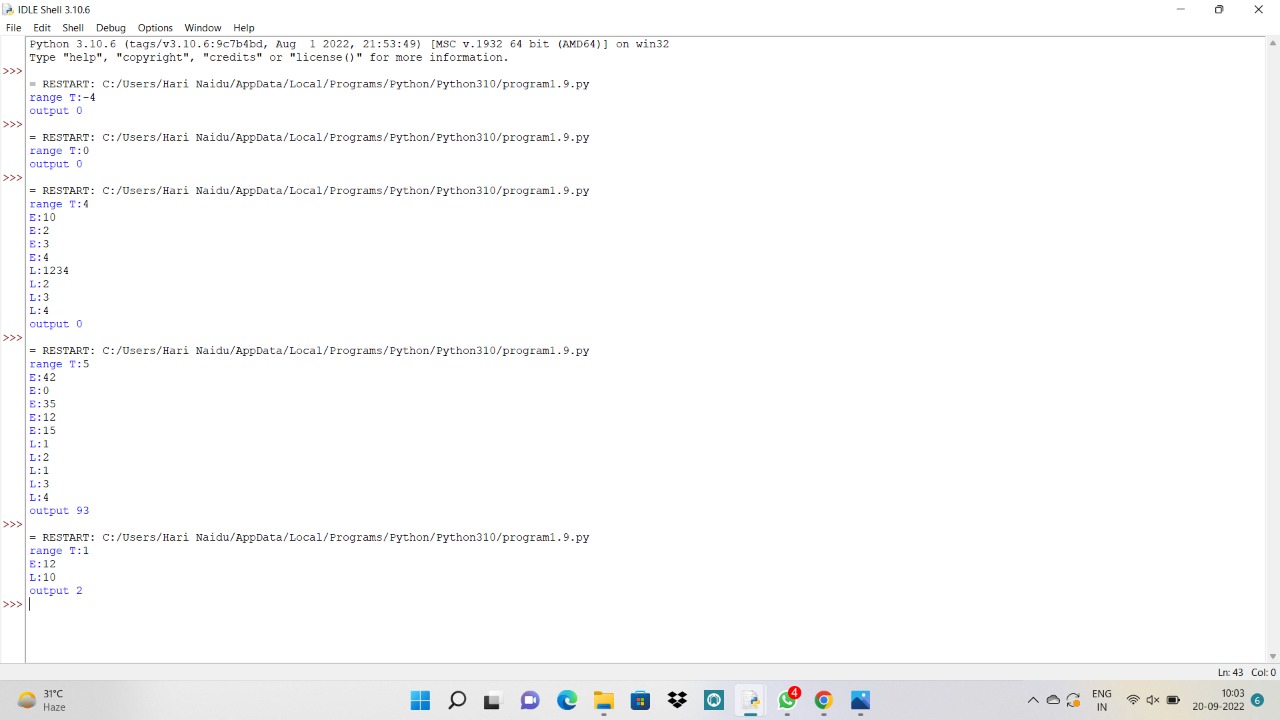 IDLE Shell 3.10.6
File Edit Shell Debug Options Window Help
Python 3.10.6 (tags/v3.10.6:9c7b4bd, Aug  1 2022, 21:53:49) [MSC v.1932 64 bit (AMD64)] on win32
Type "help", "copyright", "credits" or "license()" for more information.
>>>
= RESTART: C:/Users/Hari Naidu/AppData/Local/Programs/Python/Python310/program1.9.py
range T:-4
output 0
>>>
= RESTART: C:/Users/Hari Naidu/AppData/Local/Programs/Python/Python310/program1.9.py
range T:0
output 0
>>>
= RESTART: C:/Users/Hari Naidu/AppData/Local/Programs/Python/Python310/program1.9.py
range T:4
E:10
E:2
E:3
E:4
L:1234
L:2
L:3
L:4
output 0
>>>
= RESTART: C:/Users/Hari Naidu/AppData/Local/Programs/Python/Python310/program1.9.py
range T:5
E:42
E:0
E:35
E:12
E:15
L:1
L:2
L:1
L:3
L:4
output 93
>>>
= RESTART: C:/Users/Hari Naidu/AppData/Local/Programs/Python/Python310/program1.9.py
range T:1
E:12
L:10
output 2
>>>
Ln: 43 Col: 0
31°C
Haze
4
ENG
IN
10:03
20-09-2022
6